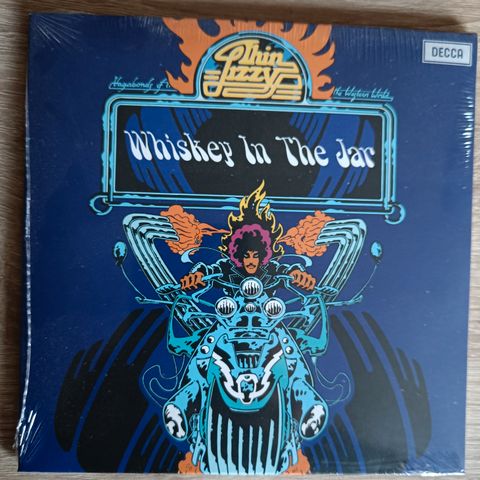 Thin
Lizzy
DECCA
Vagabonds of the Western World
Whiskey In The Jar